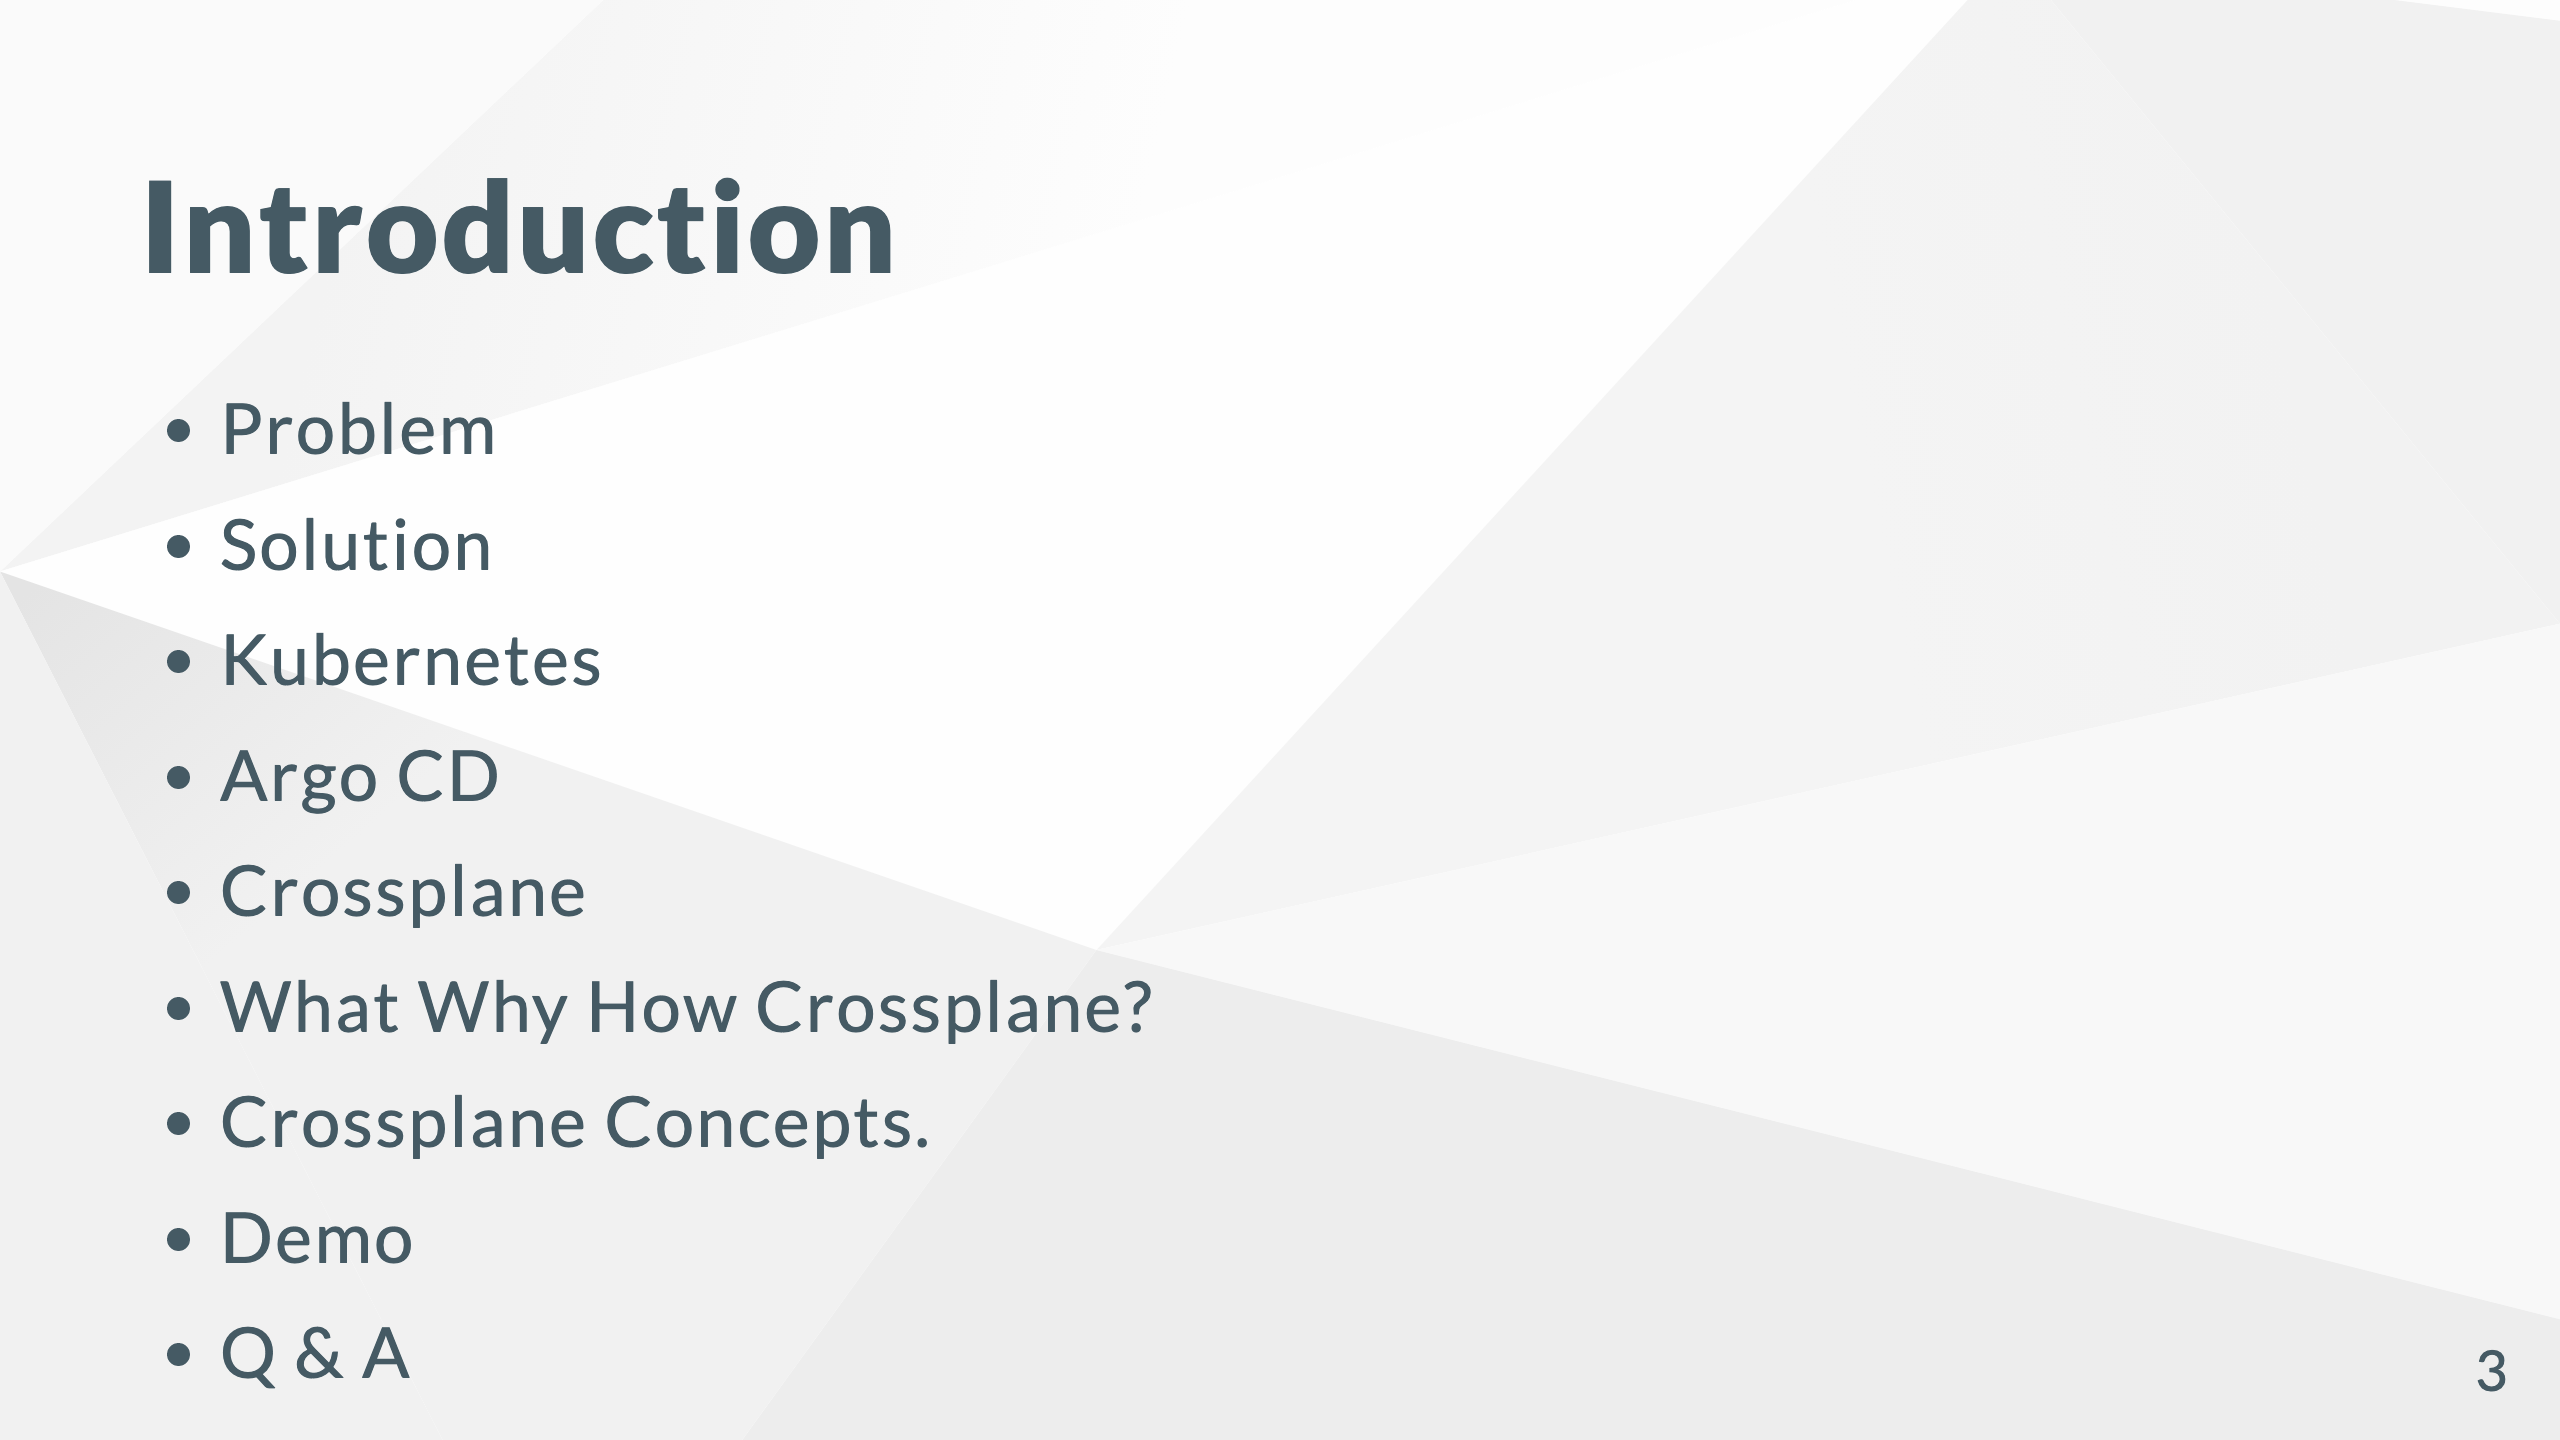 Introduction
• Problem
• Solution
• Kubernetes
• Argo CD
• Crossplane
• What Why How Crossplane?
• Crossplane Concepts.
• Demo
• Q & A
3